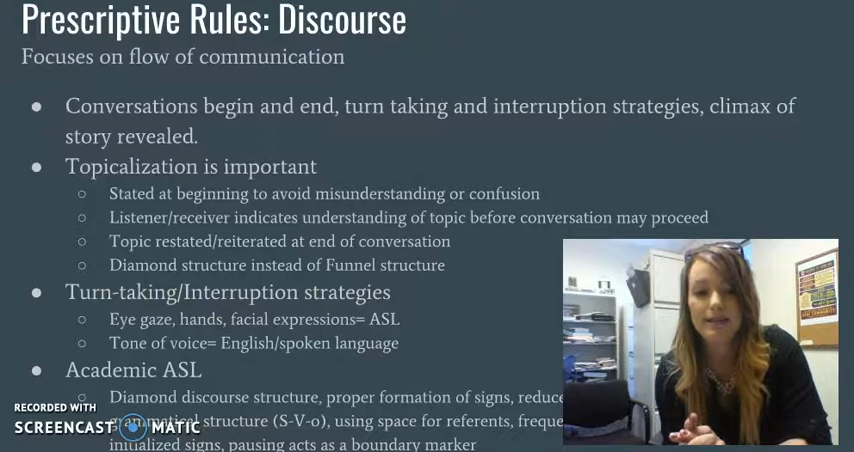 Prescriptive Rules: Discourse
Focuses on flow of communication
● Conversations begin and end, turn taking and interruption strategies, climax of
story revealed.
● Topicalization is important
○ Stated at beginning to avoid misunderstanding or confusion
○ Listener/receiver indicates understanding of topic before conversation may proceed
○ Topic restated/reiterated at end of conversation
○ Diamond structure instead of Funnel structure
● Turn-taking/Interruption strategies
○ Eye gaze, hands, facial expressions= ASL
○ Tone of voice= English/spoken language
● Academic ASL
○ Diamond discourse structure, proper formation of signs, reduce
grammatical structure (S-V-o), using space for referents, freque
initialized signs, pausing acts as a boundary marker
RECORDED WITH
SCREENCAST MATIC